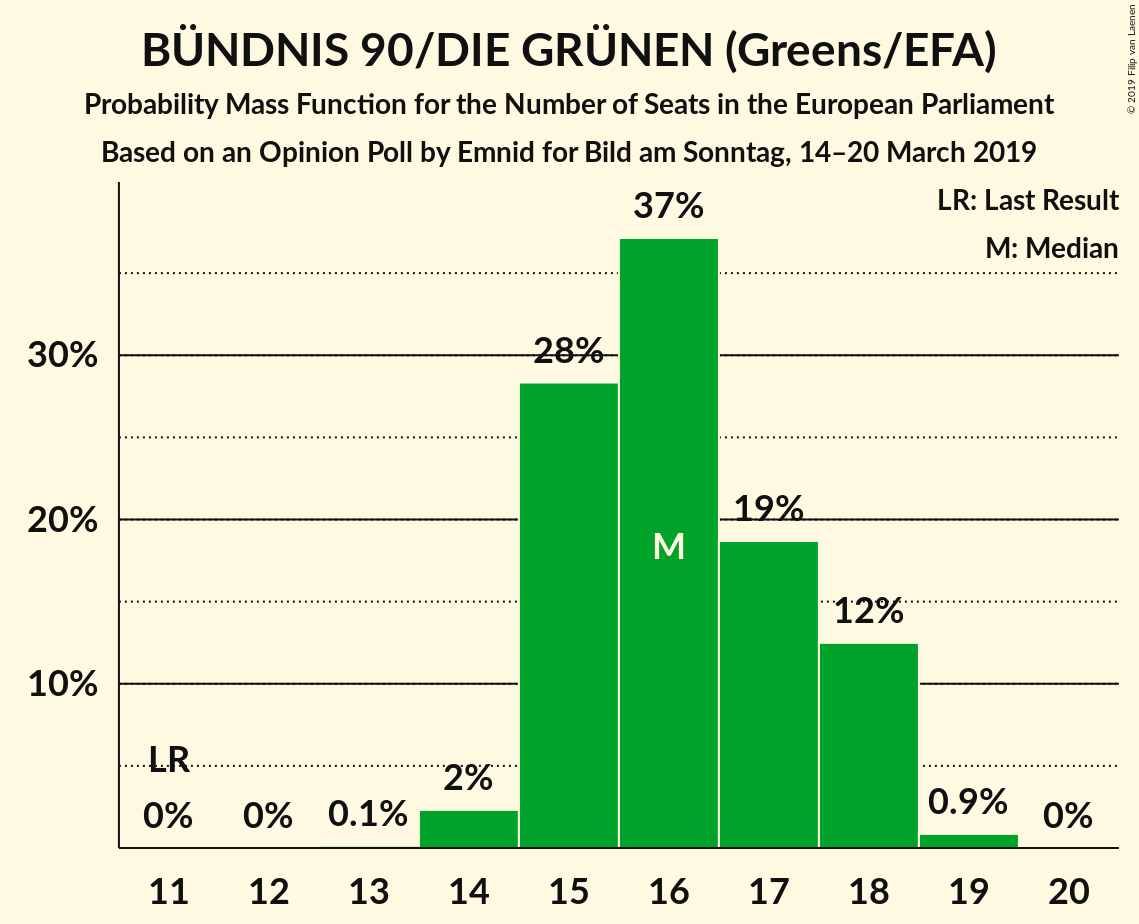 BÜNDNIS 90/DIE GRÜNEN (Greens/EFA)
Probability Mass Function for the Number of Seats in the European Parliament
Based on an Opinion Poll by Emnid for Bild am Sonntag, 14–20 March 2019
© 2019 Filip van Laenen
LR: Last Result
M: Median
37%
30%
28%
20%
19%
M
12%
10%
LR
2%
0%
0%
0.1%
0.9%
0%
11 12 13 14 15 16 17 18 19 20